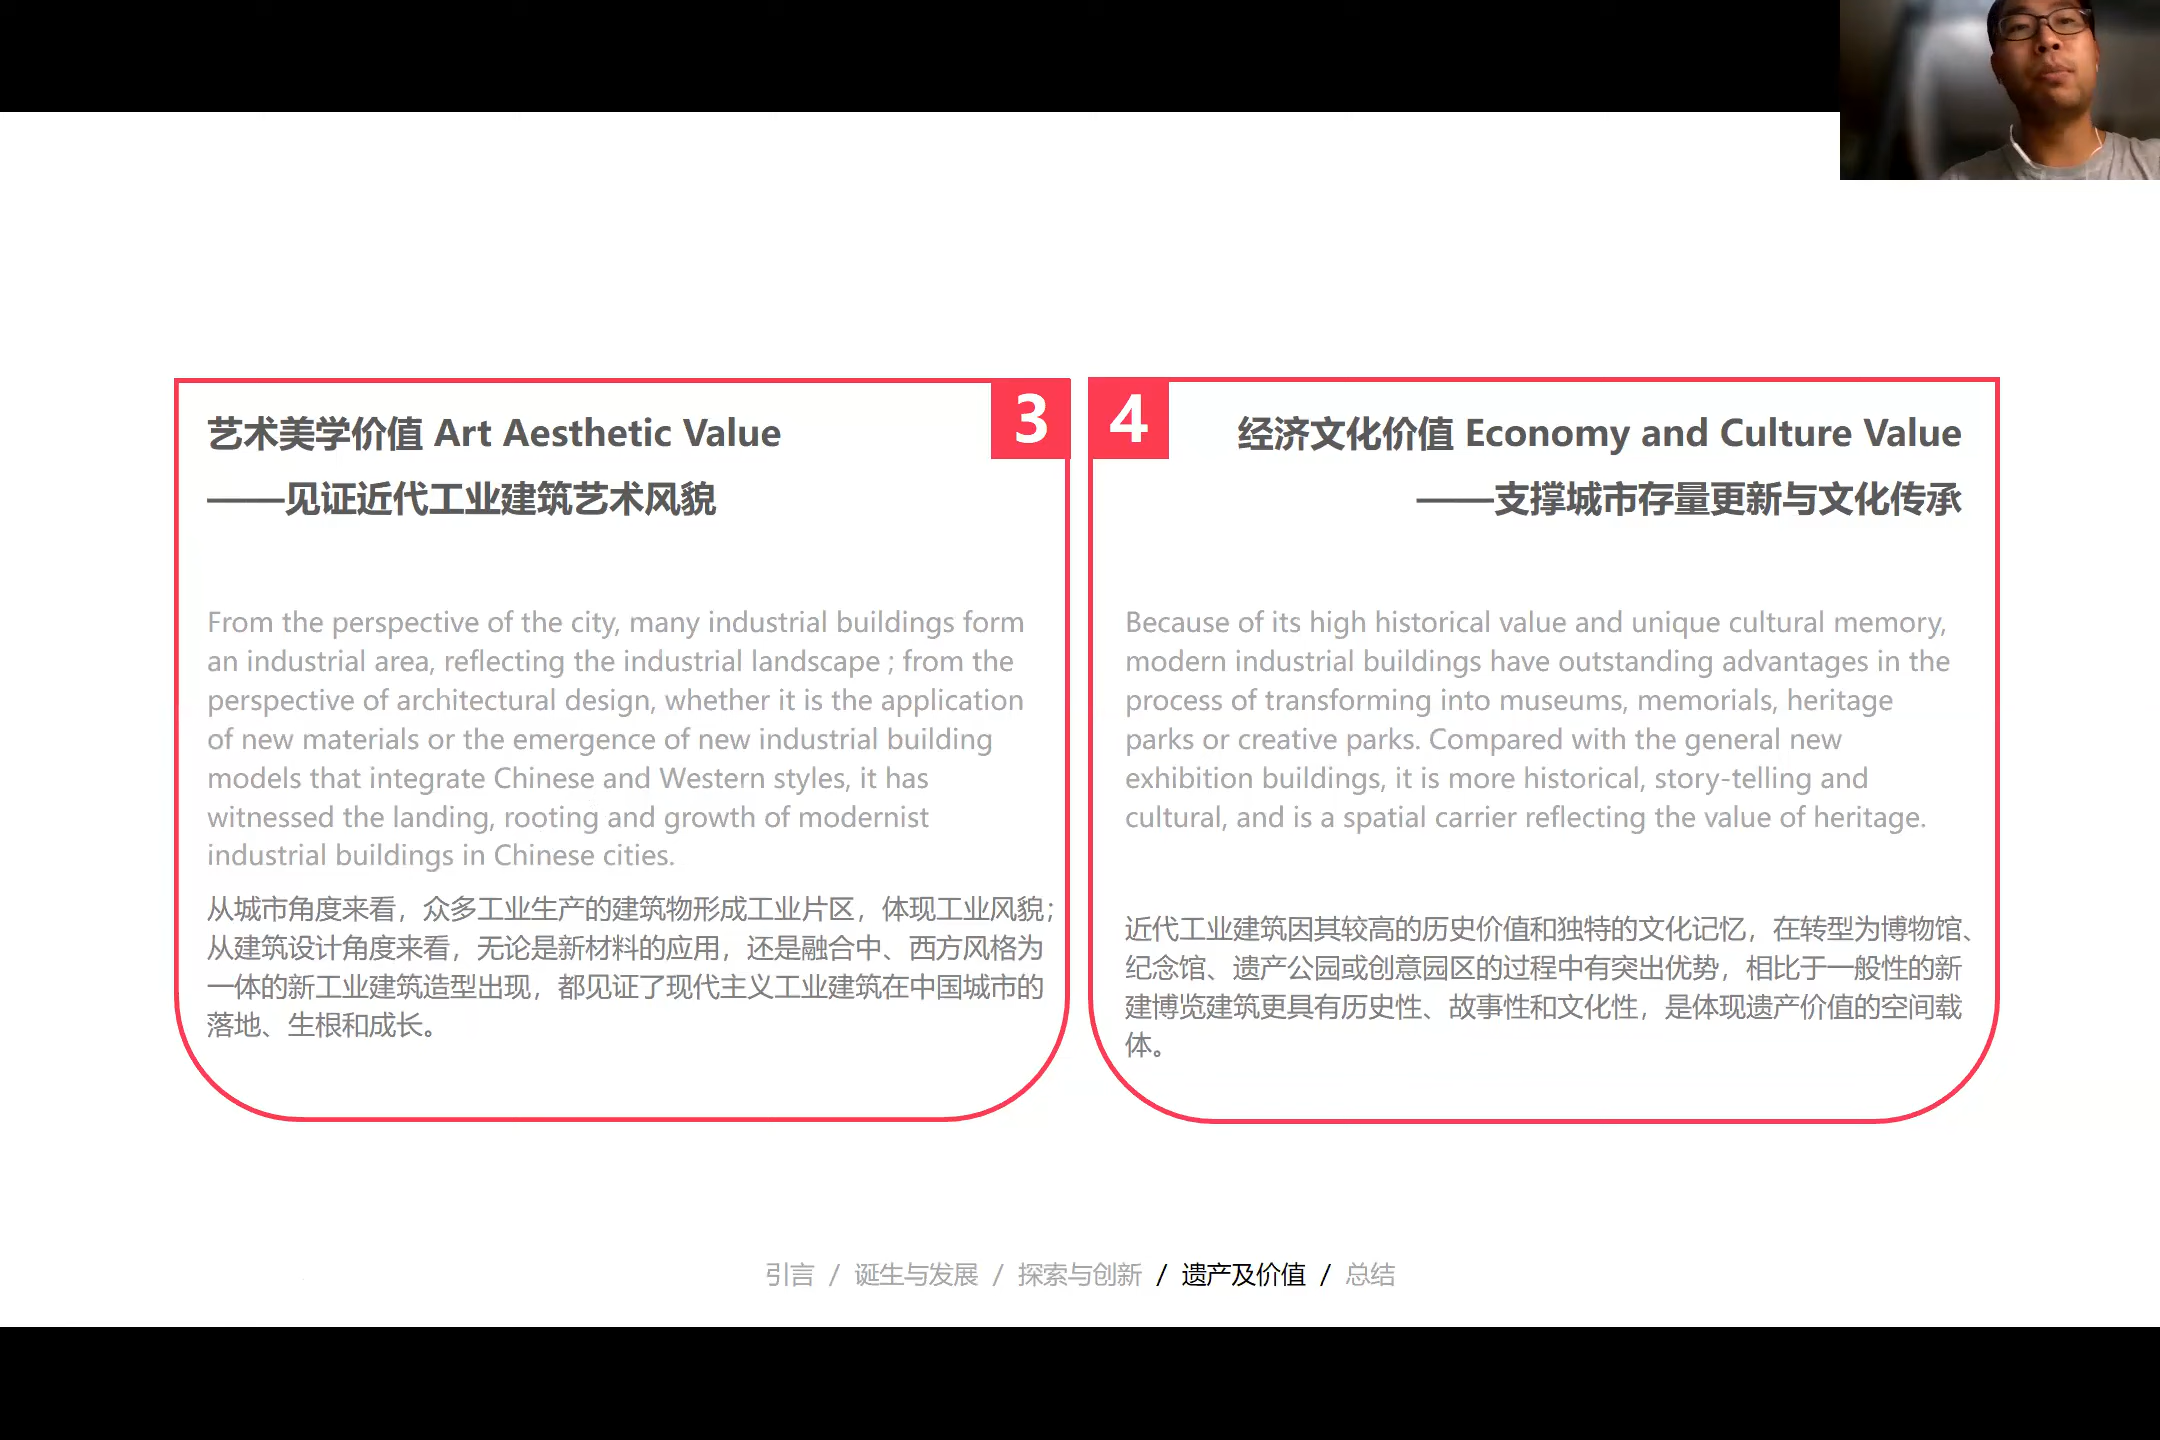 艺术美学价值 Art Aesthetic Value
——见证近代工业建筑艺术风貌
3
From the perspective of the city, many industrial buildings form
an industrial area, reflecting the industrial landscape ; from the
perspective of architectural design, whether it is the application
of new materials or the emergence of new industrial building
models that integrate Chinese and Western styles, it has
witnessed the landing, rooting and growth of modernist
industrial buildings in Chinese cities.
从城市角度来看，众多工业生产的建筑物形成工业片区，体现工业风貌；
从建筑设计角度来看，无论是新材料的应用，还是融合中、西方风格为
一体的新工业建筑造型出现，都见证了现代主义工业建筑在中国城市的
落地、生根和成长。
4
经济文化价值 Economy and Culture Value
——支撑城市存量更新与文化传承
Because of its high historical value and unique cultural memory,
modern industrial buildings have outstanding advantages in the
process of transforming into museums, memorials, heritage
parks or creative parks. Compared with the general new
exhibition buildings, it is more historical, story-telling and
cultural, and is a spatial carrier reflecting the value of heritage.
近代工业建筑因其较高的历史价值和独特的文化记忆，在转型为博物馆、
纪念馆、遗产公园或创意园区的过程中有突出优势，相比于一般性的新
建博览建筑更具有历史性、故事性和文化性，是体现遗产价值的空间载
体。
引言 / 诞生与发展 / 探索与创新 / 遗产及价值 / 总结